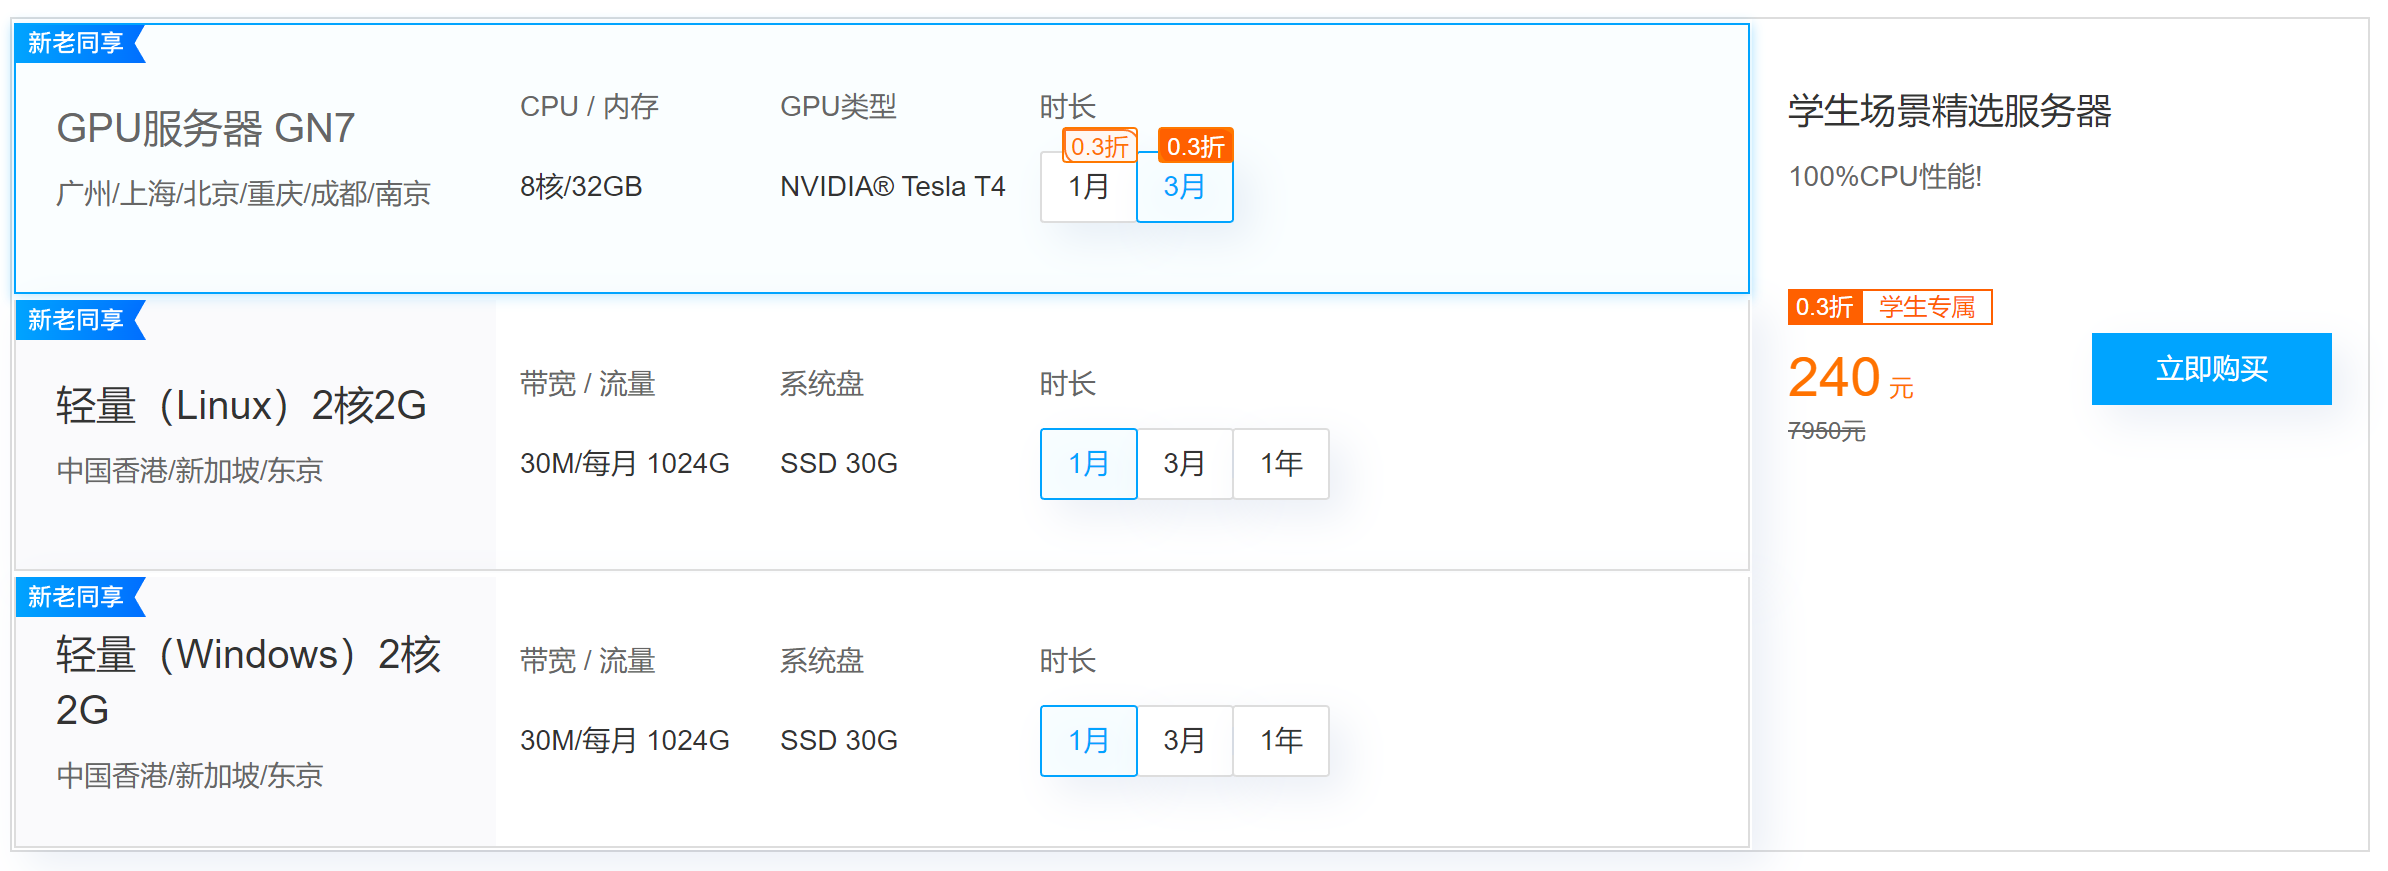 新老同享
GPU服务器 GN7
广州/上海/北京/重庆/成都/南京
CPU / 内存
8核/32GB
GPU类型
NVIDIA® Tesla T4
时长
0.3折
0.3折
1月
3月
新老同享
轻量（Linux）2核2G
中国香港/新加坡/东京
带宽 / 流量
30M/每月 1024G
系统盘
SSD 30G
时长
1月
3月
1年
新老同享
轻量（Windows）2核
2G
中国香港/新加坡/东京
带宽 / 流量
30M/每月 1024G
系统盘
SSD 30G
时长
1月
3月
1年
学生场景精选服务器
100%CPU性能!
0.3折 学生专属
240 元
7950元
立即购买